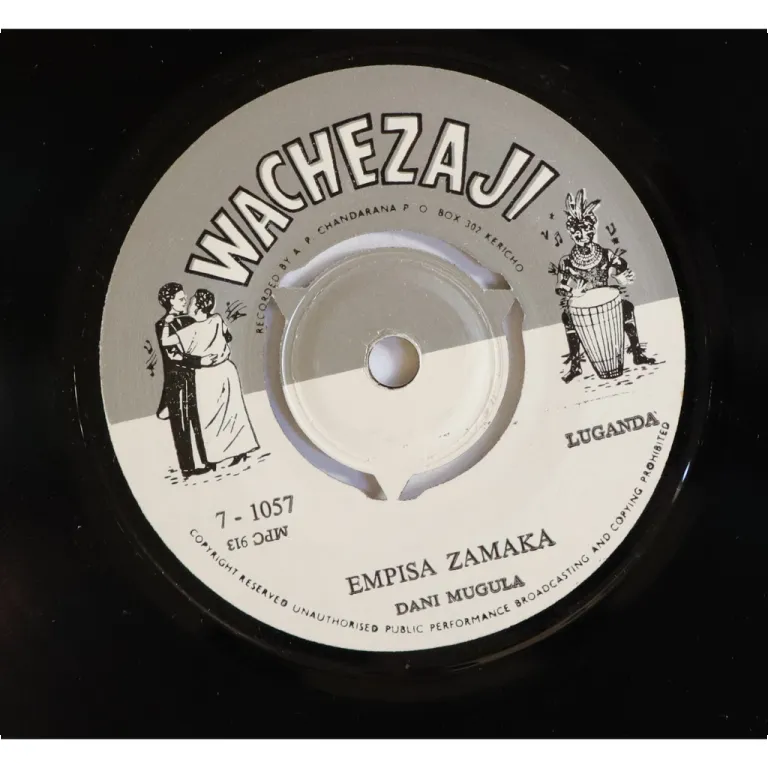 WACHEZAJI
RECORDED BY A. P. CHANDARANA P. O. BOX 307 KERICHO
LUGANDA
7 - 1057
MPC 913
EMPISA ZAMAKA
DANI MUGULA
COPYRIGHT RESERVED UNAUTHORISED PUBLIC PERFORMANCE BROADCASTING AND COPYING PROHIBITED